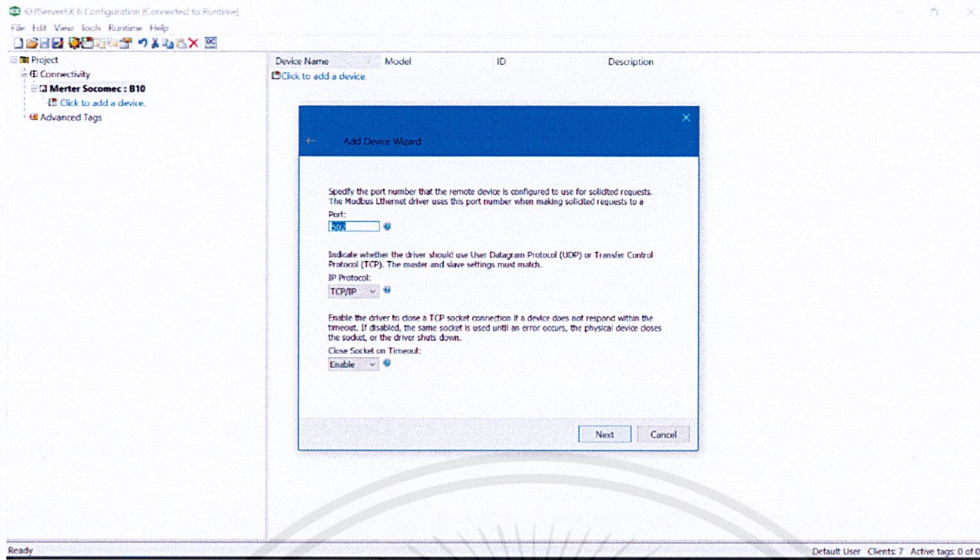 KEPServerEX 6 Configuration [Connected to Runtime]
File Edit View Tools Runtime Help
Project
Connectivity
Merter Socomec : B10
Click to add a device.
Advanced Tags
Device Name Model ID Description
Click to add a device.
Add Device Wizard
Specify the port number that the remote device is configured to use for solicited requests.
The Modbus Ethernet driver uses this port number when making solicited requests to a
Port:
502
Indicate whether the driver should use User Datagram Protocol (UDP) or Transfer Control
Protocol (TCP). The master and slave settings must match.
IP Protocol:
TCP/IP
Enable the driver to close a TCP socket connection if a device does not respond within the
timeout. If disabled, the same socket is used until an error occurs, the physical device closes
the socket, or the driver shuts down.
Close Socket on Timeout:
Enable
Next Cancel
Ready
Default User Clients: 7 Active tags: 0 of 0